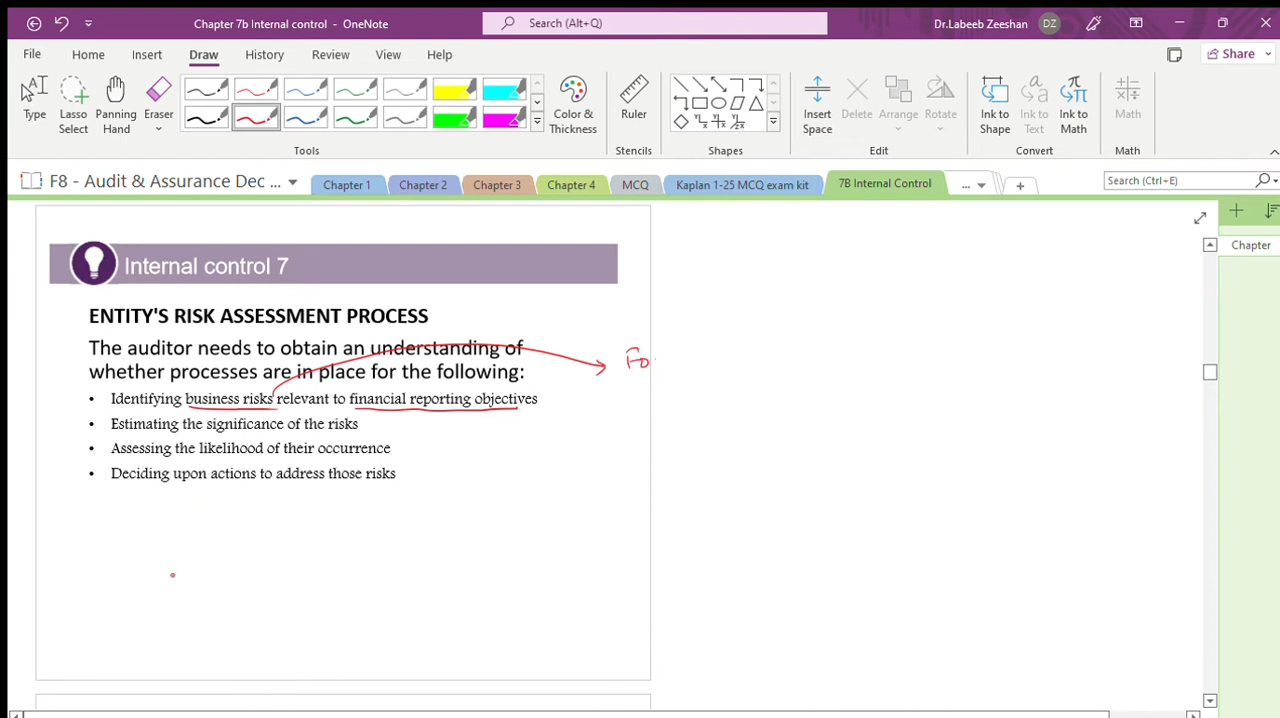 Chapter 7b Internal control - OneNote
Search (Alt+Q)
Dr.Labeeb Zeeshan
DZ
File
Home
Insert
Draw
History
Review
View
Help
Share
Type
Lasso Select
Panning Hand
Eraser
Color & Thickness
Ruler
Insert Space
Delete
Arrange
Rotate
Ink to Shape
Ink to Text
Ink to Math
Math
Tools
Stencils
Shapes
Edit
Convert
Math
F8 - Audit & Assurance Dec ...
Chapter 1
Chapter 2
Chapter 3
Chapter 4
MCQ
Kaplan 1-25 MCQ exam kit
7B Internal Control
...
Search (Ctrl+E)
Chapter
Internal control 7
ENTITY'S RISK ASSESSMENT PROCESS
The auditor needs to obtain an understanding of
whether processes are in place for the following:
• Identifying business risks relevant to financial reporting objectives
• Estimating the significance of the risks
• Assessing the likelihood of their occurrence
• Deciding upon actions to address those risks
Fo